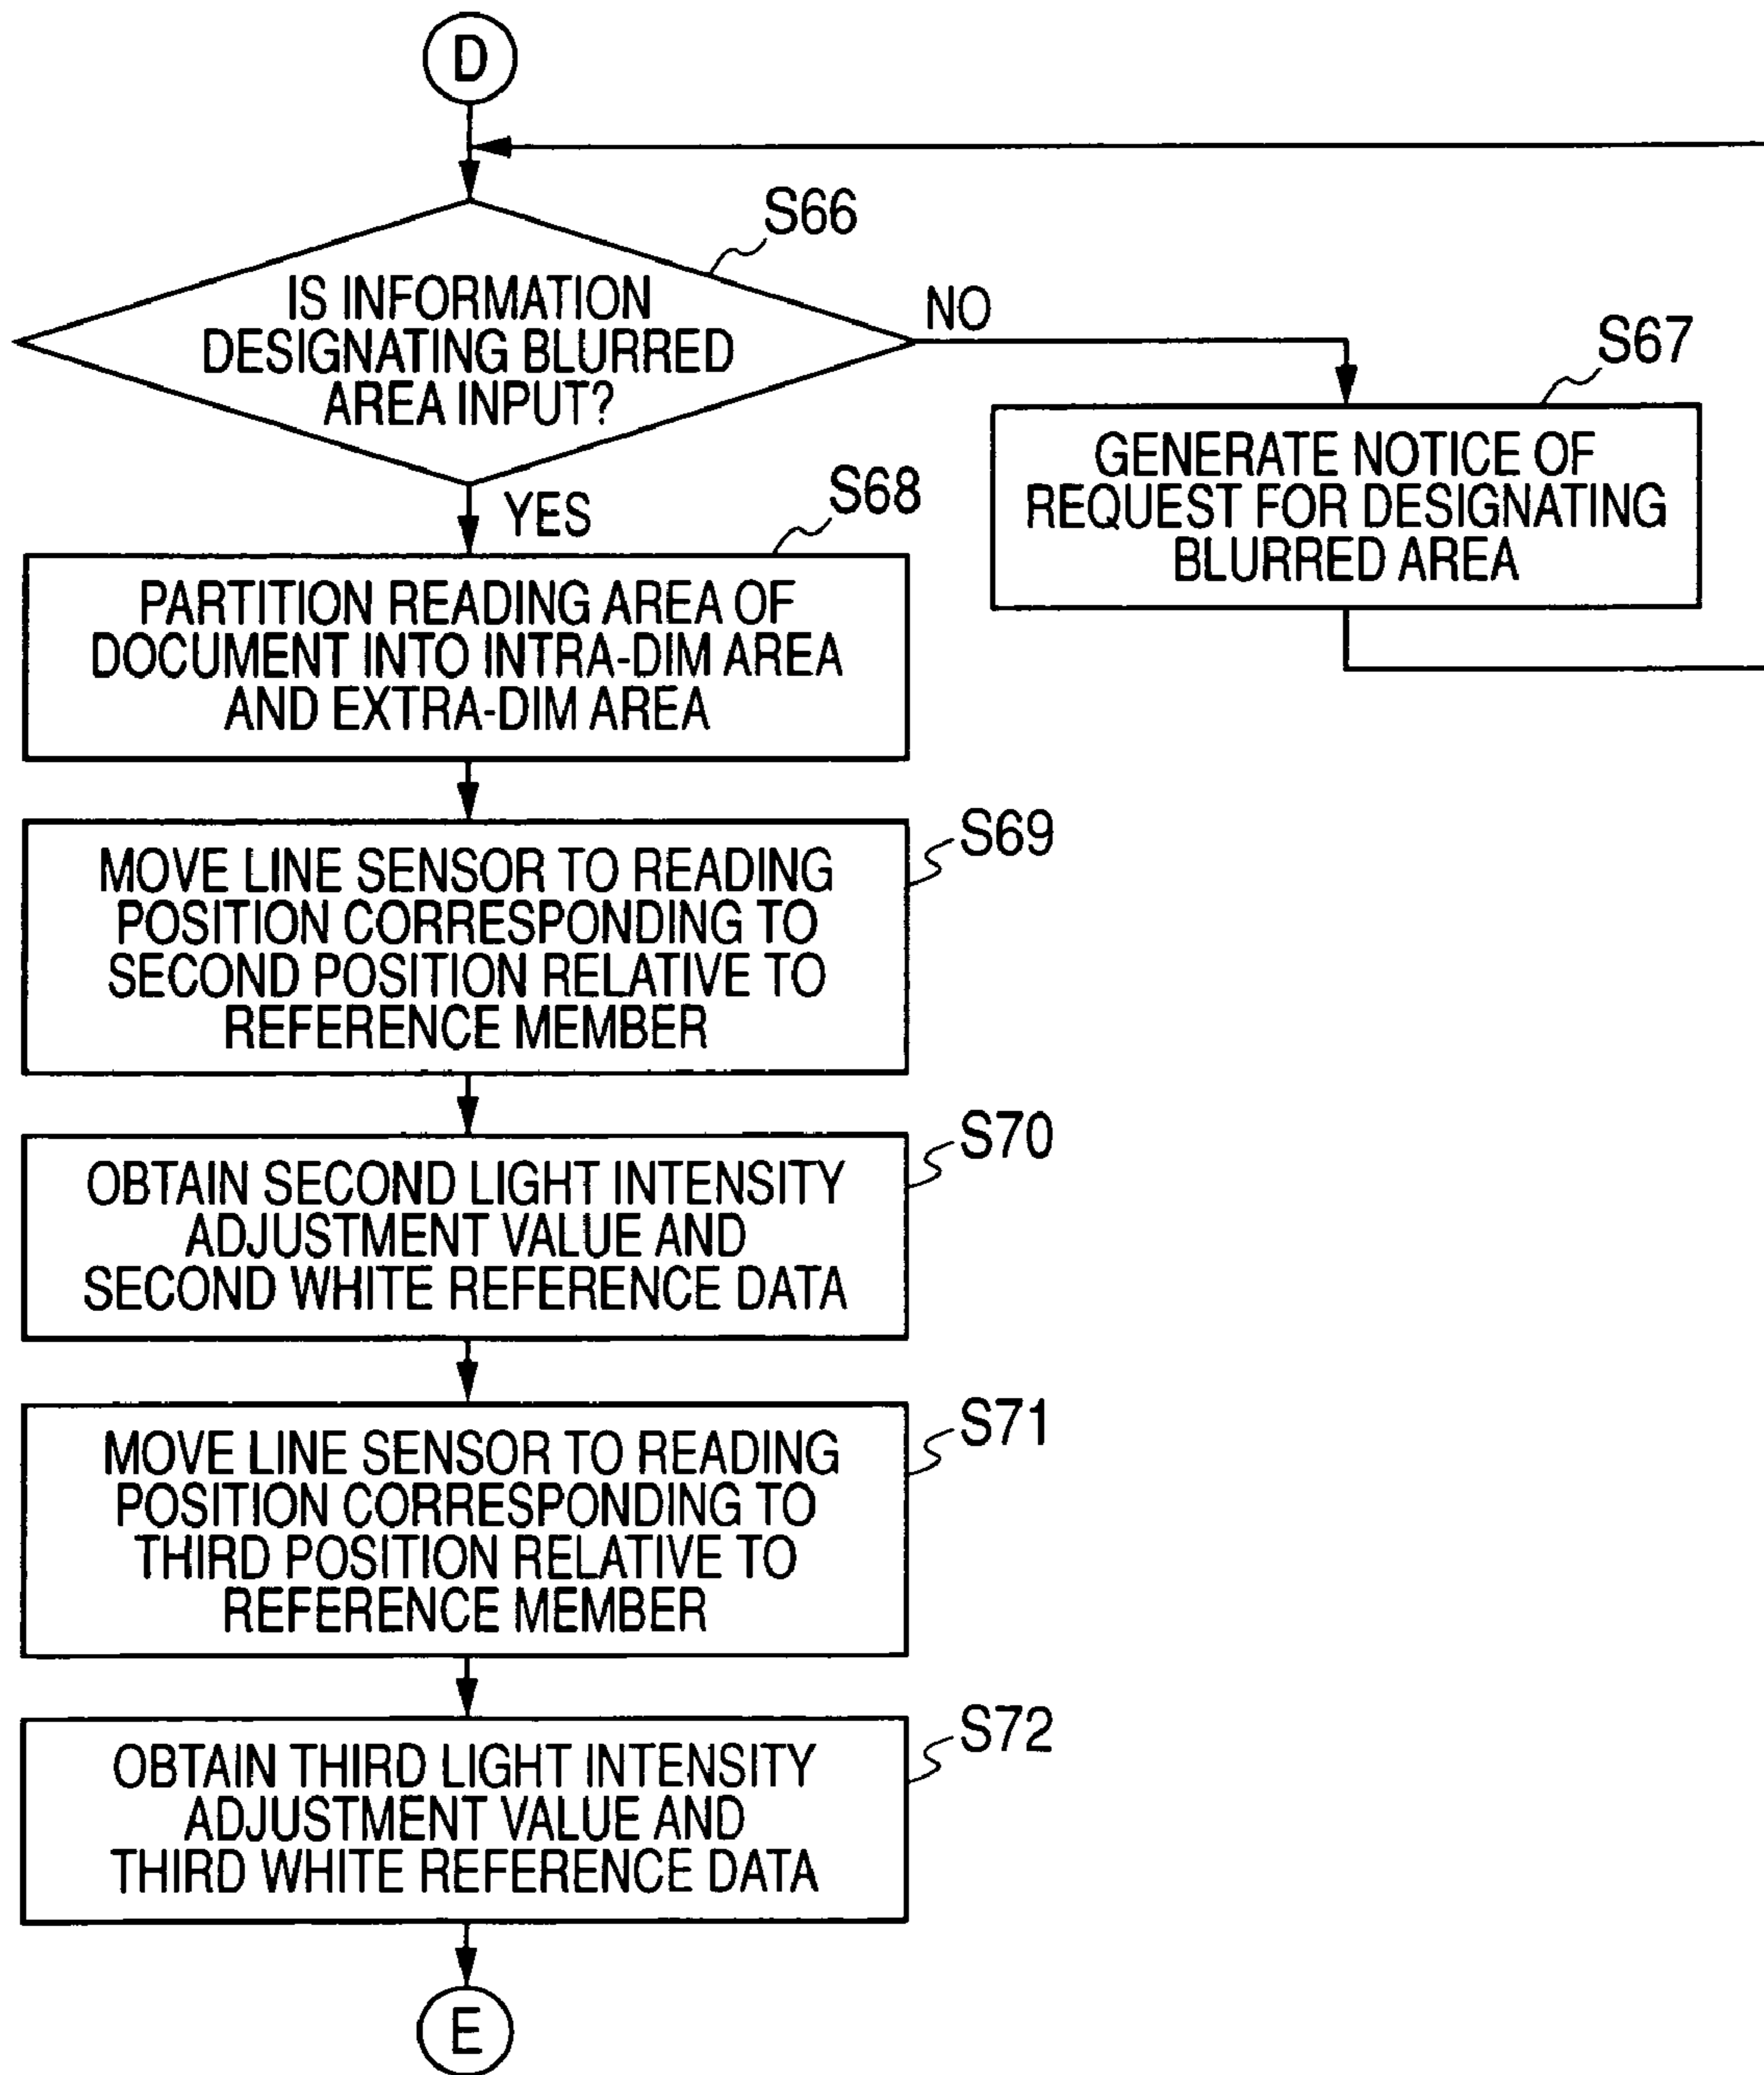 D
S66
IS INFORMATION
DESIGNATING BLURRED
AREA INPUT?
NO
S67
GENERATE NOTICE OF
REQUEST FOR DESIGNATING
BLURRED AREA
YES
S68
PARTITION READING AREA OF
DOCUMENT INTO INTRA-DIM AREA
AND EXTRA-DIM AREA
S69
MOVE LINE SENSOR TO READING
POSITION CORRESPONDING TO
SECOND POSITION RELATIVE TO
REFERENCE MEMBER
S70
OBTAIN SECOND LIGHT INTENSITY
ADJUSTMENT VALUE AND
SECOND WHITE REFERENCE DATA
S71
MOVE LINE SENSOR TO READING
POSITION CORRESPONDING TO
THIRD POSITION RELATIVE TO
REFERENCE MEMBER
S72
OBTAIN THIRD LIGHT INTENSITY
ADJUSTMENT VALUE AND
THIRD WHITE REFERENCE DATA
E